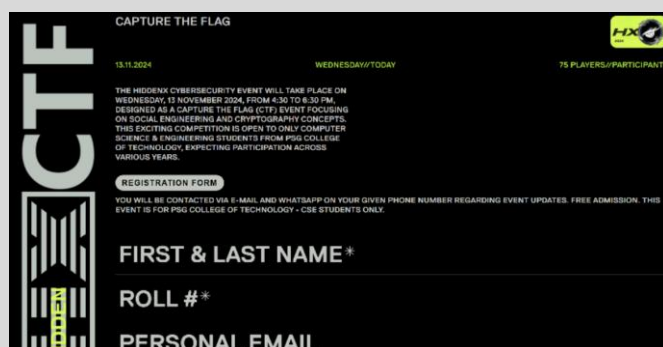 CTF
CAPTURE THE FLAG
HX
13.11.2024
WEDNESDAY//TODAY
75 PLAYERS//PARTICIPANT
THE HIDDENX CYBERSECURITY EVENT WILL TAKE PLACE ON
WEDNESDAY, 13 NOVEMBER 2024, FROM 4:30 TO 6:30 PM,
DESIGNED AS A CAPTURE THE FLAG (CTF) EVENT FOCUSING
ON SOCIAL ENGINEERING AND CRYPTOGRAPHY CONCEPTS.
THIS EXCITING COMPETITION IS OPEN TO ONLY COMPUTER
SCIENCE & ENGINEERING STUDENTS FROM PSG COLLEGE
OF TECHNOLOGY, EXPECTING PARTICIPATION ACROSS
VARIOUS YEARS.
REGISTRATION FORM
YOU WILL BE CONTACTED VIA E-MAIL AND WHATSAPP ON YOUR GIVEN PHONE NUMBER REGARDING EVENT UPDATES. FREE ADMISSION. THIS
EVENT IS FOR PSG COLLEGE OF TECHNOLOGY - CSE STUDENTS ONLY.
FIRST & LAST NAME*
ROLL #*
PERSONAL EMAIL